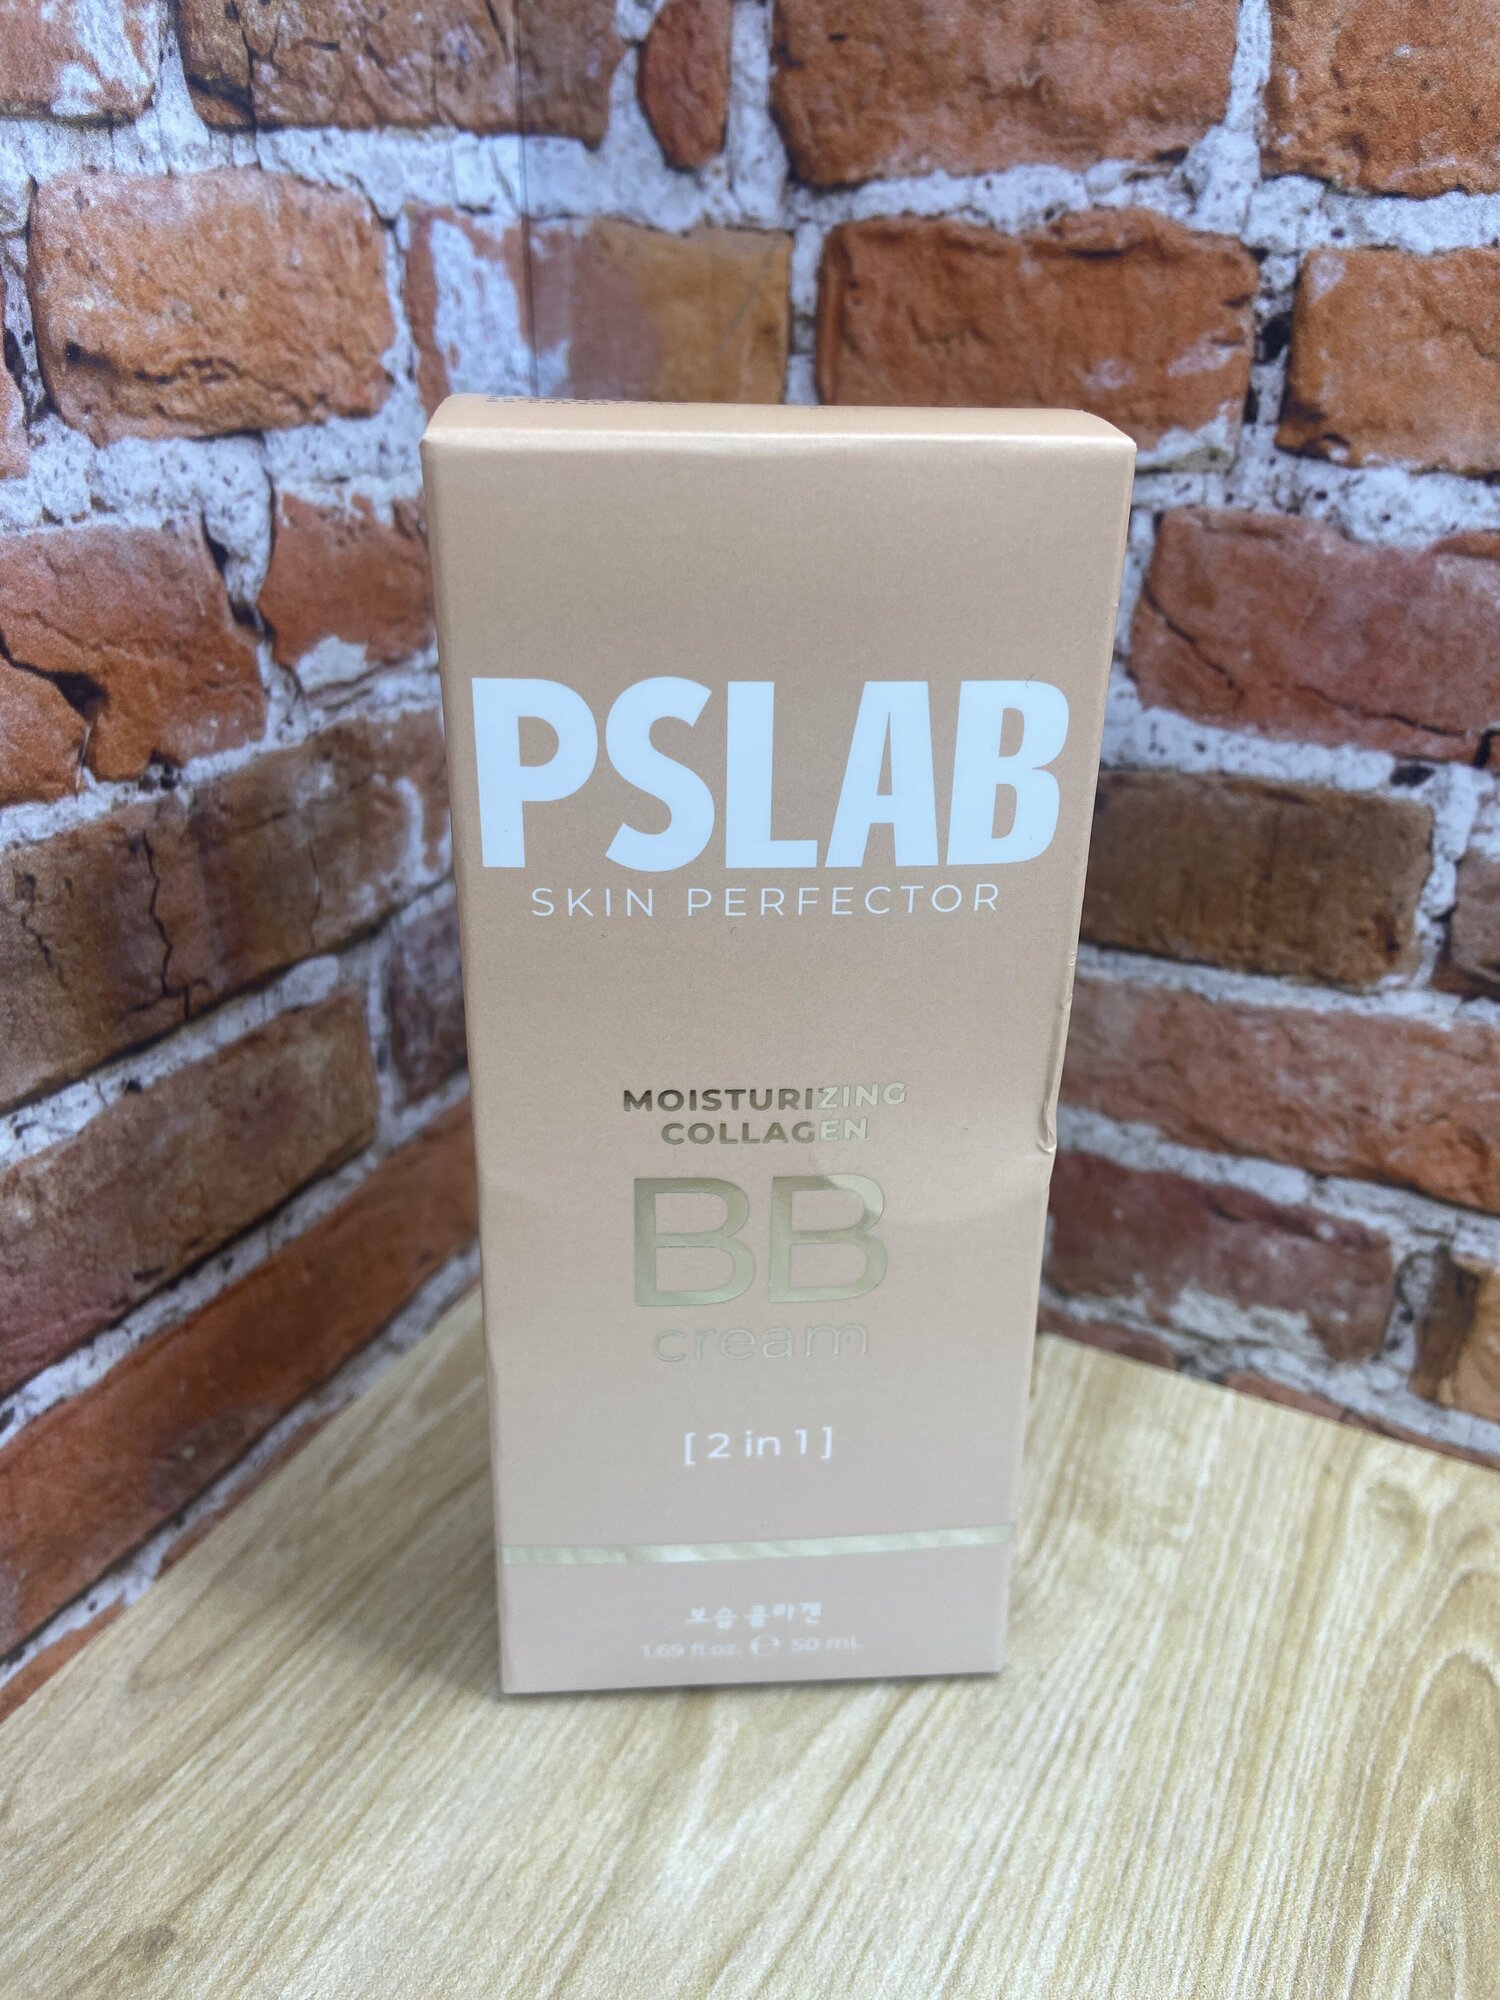 PSLAB
SKIN PERFECTOR
MOISTURIZING
COLLAGEN
BB
cream
[ 2 in 1 ]
보습 콜라겐
1.69 fl.oz. ℮ 50 mL